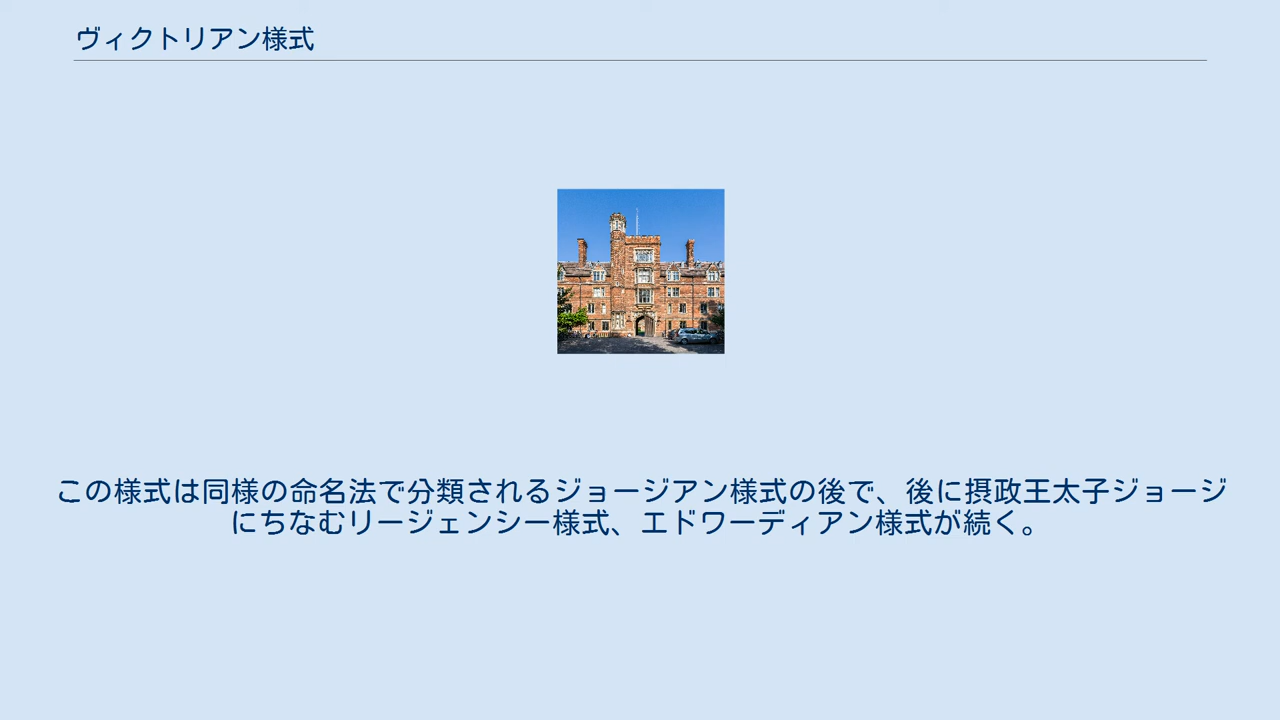 ヴィクトリアン様式
この様式は同様の命名法で分類されるジョージアン様式の後で、後に摂政王太子ジョージ
にちなむリージェンシー様式、エドワーディアン様式が続く。